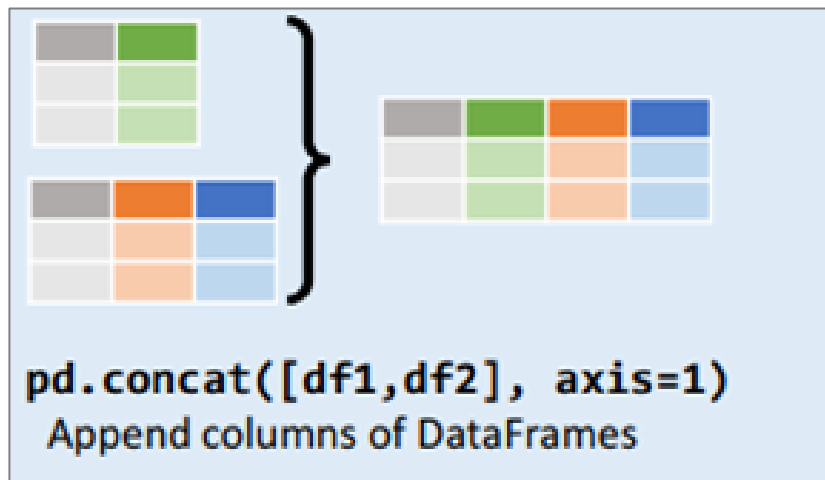 pd.concat([df1,df2], axis=1)
Append columns of DataFrames